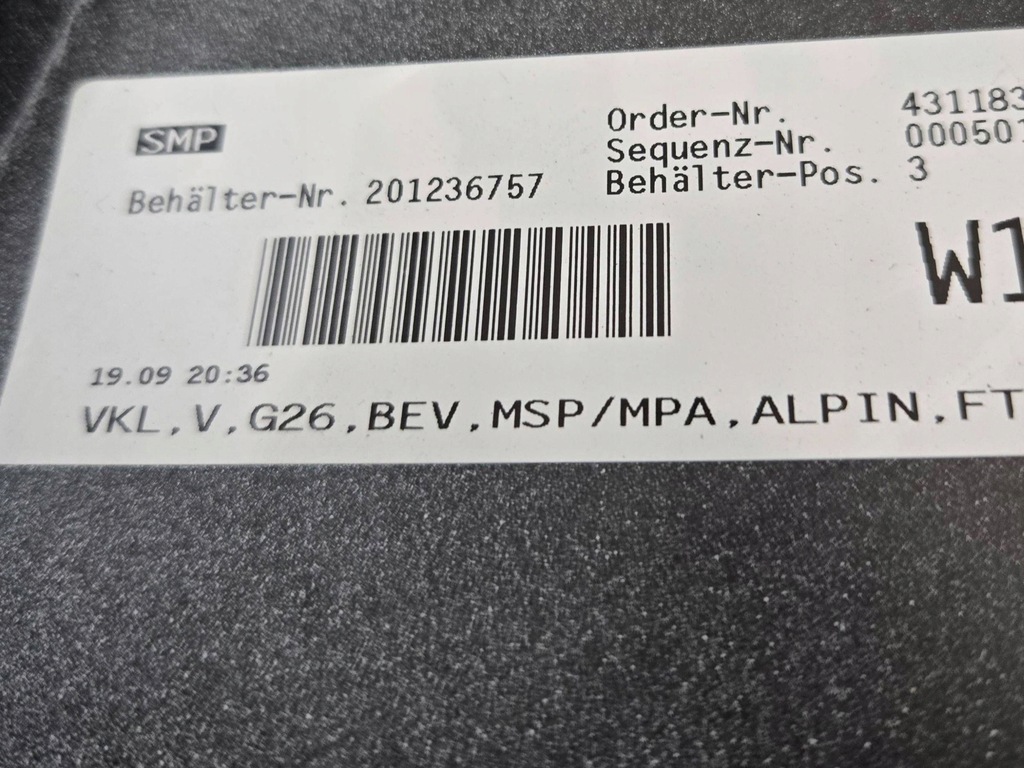 SMP
Behälter-Nr. 201236757
Order-Nr. 431183
Sequenz-Nr. 000501
Behälter-Pos. 3
W1
19.09 20:36
VKL,V,G26,BEV,MSP/MPA,ALPIN,FT